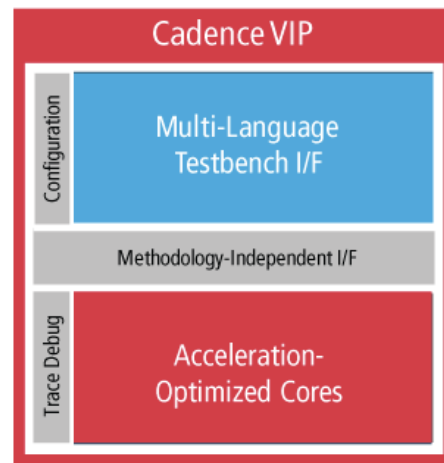 Cadence VIP
Configuration
Multi-Language
Testbench I/F
Methodology-Independent I/F
Trace Debug
Acceleration-
Optimized Cores